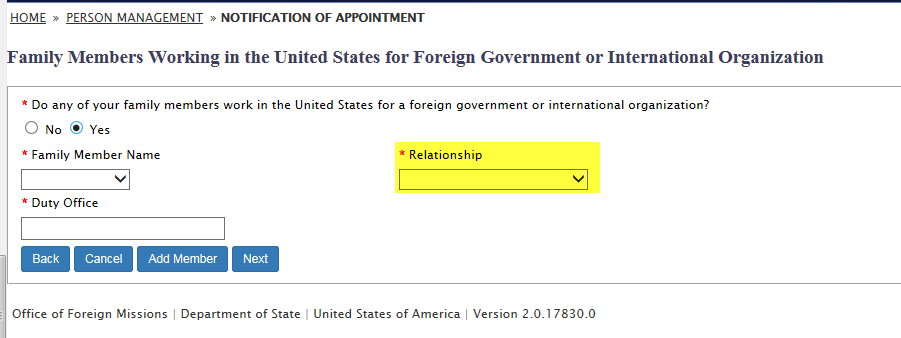 HOME » PERSON MANAGEMENT » NOTIFICATION OF APPOINTMENT
Family Members Working in the United States for Foreign Government or International Organization
* Do any of your family members work in the United States for a foreign government or international organization?
No Yes
* Family Member Name
* Relationship
* Duty Office
Back Cancel Add Member Next
Office of Foreign Missions | Department of State | United States of America | Version 2.0.17830.0